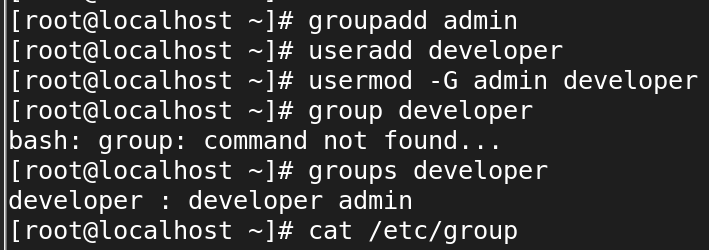 [root@localhost ~]# groupadd admin
[root@localhost ~]# useradd developer
[root@localhost ~]# usermod -G admin developer
[root@localhost ~]# group developer
bash: group: command not found...
[root@localhost ~]# groups developer
developer : developer admin
[root@localhost ~]# cat /etc/group